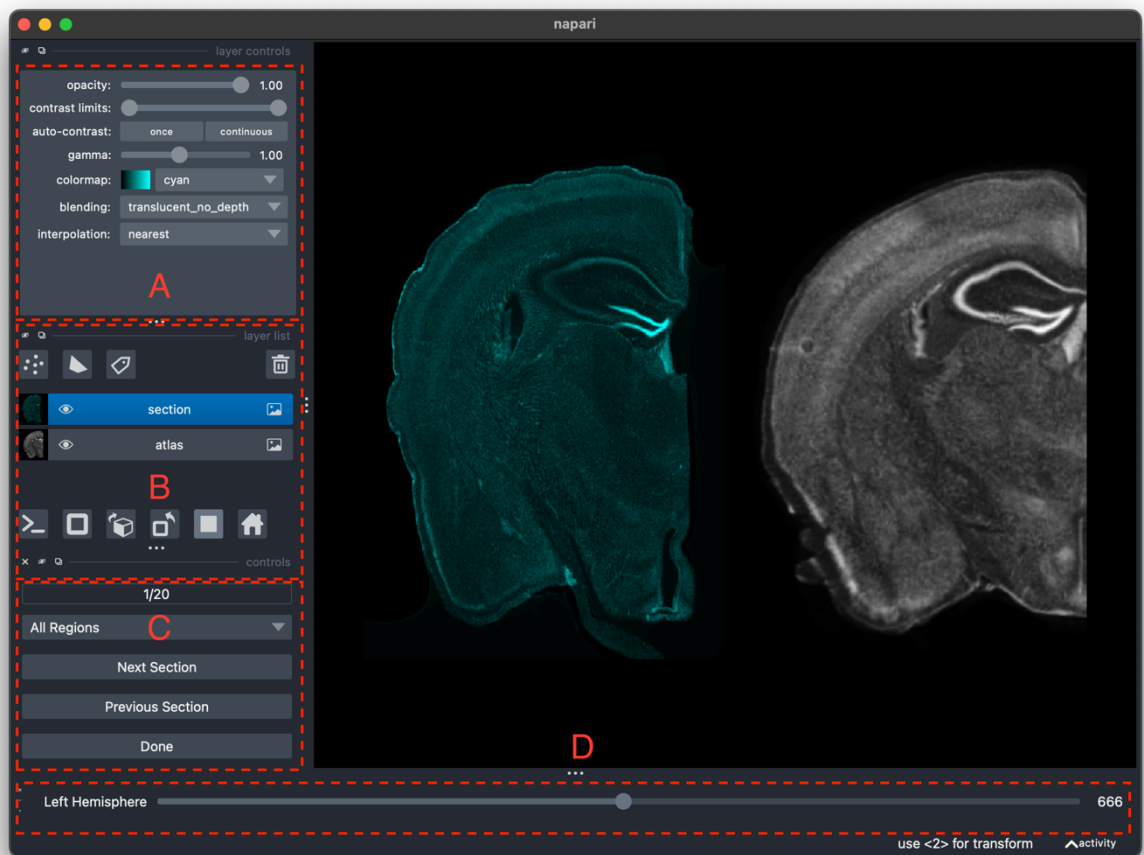 napari
layer controls
opacity: 1.00
contrast limits:
auto-contrast: once continuous
gamma: 1.00
colormap: cyan
blending: translucent_no_depth
interpolation: nearest
A
layer list
section
atlas
B
controls
1/20
All Regions
C
Next Section
Previous Section
Done
D
Left Hemisphere 666
use <2> for transform activity